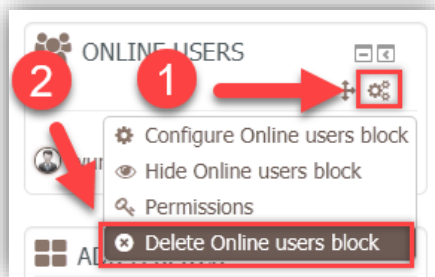 ONLINE USERS
1
2
Configure Online users block
Hide Online users block
Permissions
Delete Online users block